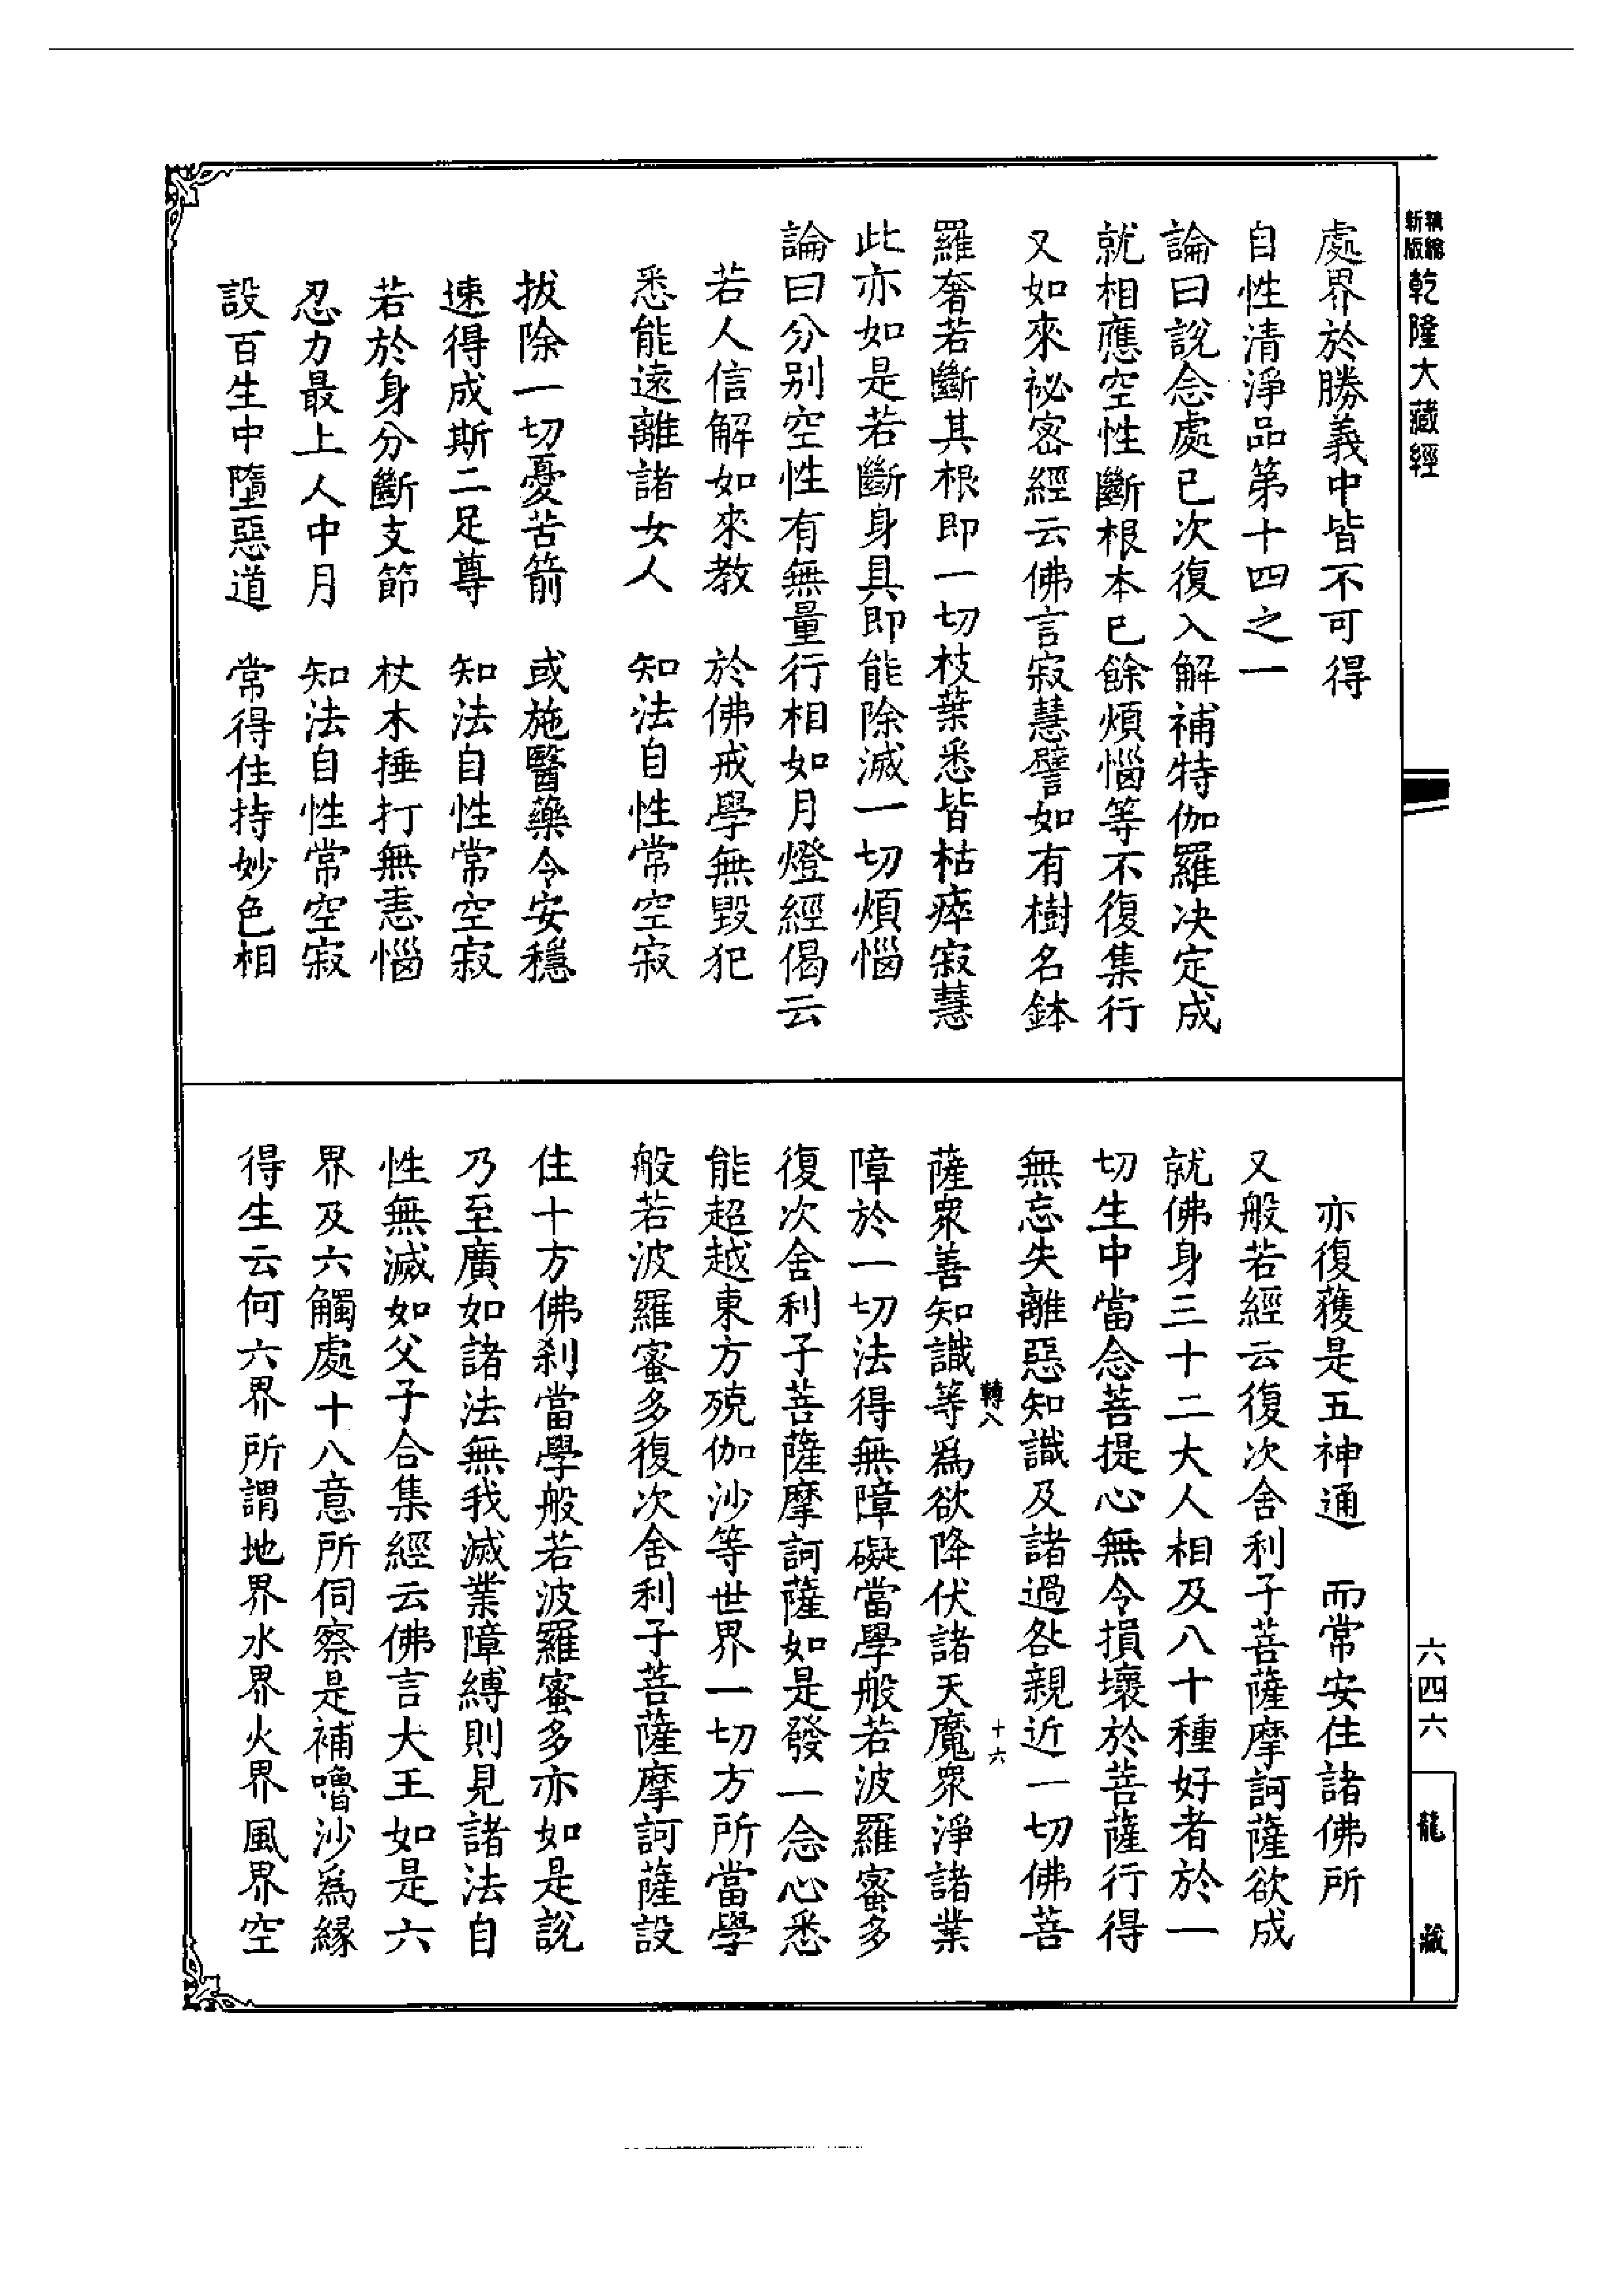 精縮新版乾隆大藏經
處界於勝義中皆不可得
自性清淨品第十四之一
論曰說念處已次復入解補特伽羅決定成
就相應空性斷根本已餘煩惱等不復集行
又如來祕密經云佛言寂慧譬如有樹名鉢
羅奢若斷其根即一切枝葉悉皆枯瘁寂慧
此亦如是若斷身具即能除滅一切煩惱
論曰分別空性有無量行相如月燈經偈云
若人信解如來教　於佛戒學無毀犯
悉能遠離諸女人　知法自性常空寂
拔除一切憂苦箭　或施醫藥令安穩
速得成斯二足尊　知法自性常空寂
若於身分斷支節　杖木捶打無恚惱
忍力最上人中月　知法自性常空寂
設百生中墮惡道　常得住持妙色相
亦復獲是五神通　而常安住諸佛所
又般若經云復次舍利子菩薩摩訶薩欲成
就佛身三十二大人相及八十種好者於一
切生中當念菩提心無令損壞於菩薩行得
無忘失離惡知識及諸過咎親近一切佛菩
轉八
十六
薩衆善知識等爲欲降伏諸天魔衆淨諸業
障於一切法得無障礙當學般若波羅蜜多
復次舍利子菩薩摩訶薩如是發一念心悉
能超越東方殑伽沙等世界一切方所當學
般若波羅蜜多復次舍利子菩薩摩訶薩設
住十方佛刹當學般若波羅蜜多亦如是說
乃至廣如諸法無我滅業障縛則見諸法自
性無滅如父子合集經云佛言大王如是六
界及六觸處十八意所伺察是補嚕沙爲緣
得生云何六界所謂地界水界火界風界空
六四六
龍藏